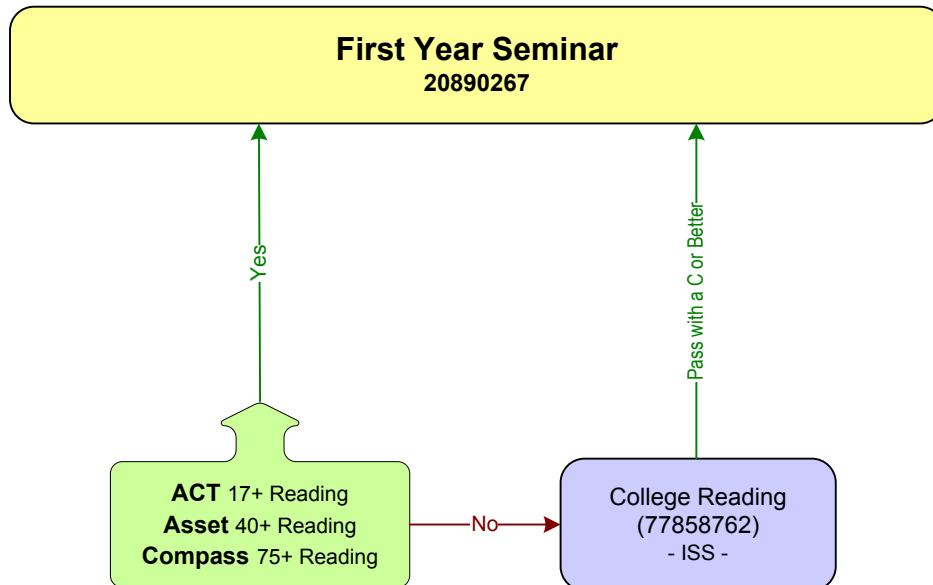 First Year Seminar
20890267
Yes
Pass with a C or Better
ACT 17+ Reading
Asset 40+ Reading
Compass 75+ Reading
No
College Reading
(77858762)
- ISS -